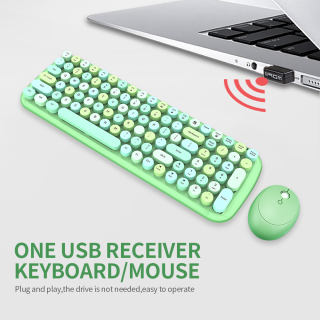 ONE USB RECEIVER
KEYBOARD/MOUSE
Plug and play,the drive is not needed,easy to operate